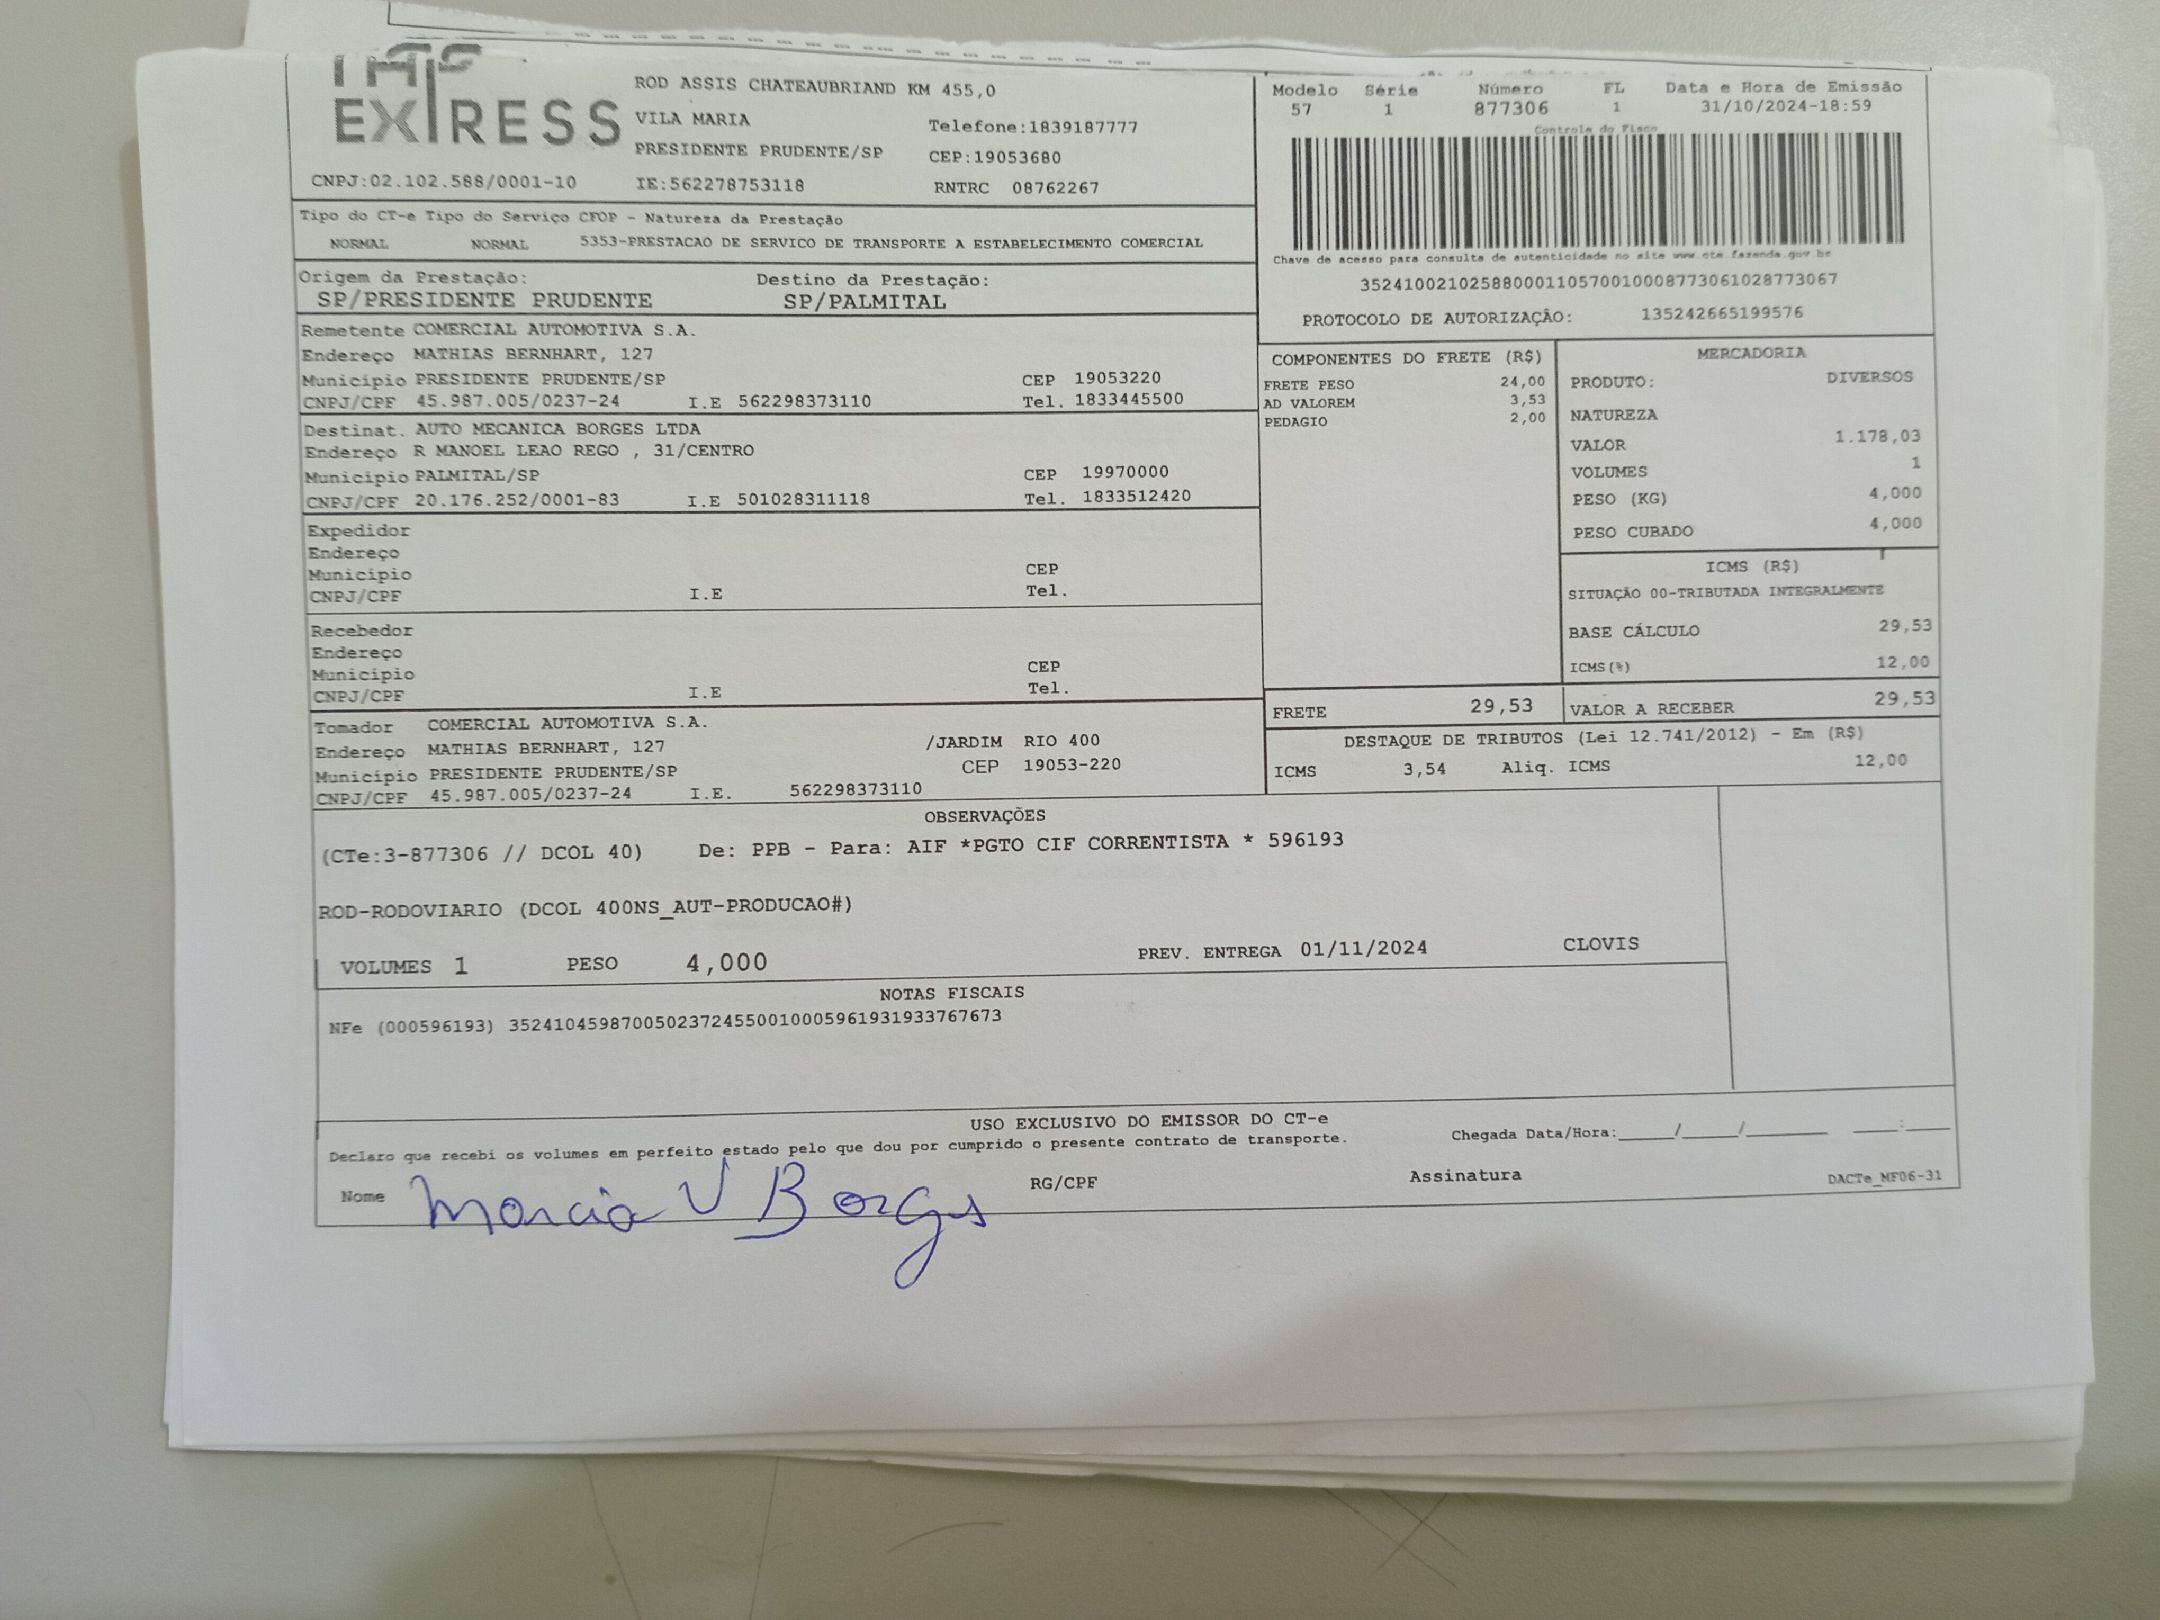 EXPRESS
ROD ASSIS CHATEAUBRIAND KM 455,0
VILA MARIA Telefone:1839187777
PRESIDENTE PRUDENTE/SP CEP:19053680
CNPJ:02.102.588/0001-10 IE:562278753118 RNTRC 08762267
Modelo Série Número FL Data e Hora de Emissão
57 1 877306 1 31/10/2024-18:59
Controle do Fisco
Chave de acesso para consulta de autenticidade no site www.cte.fazenda.gov.br
35241002102588000110570010008773061028773067
PROTOCOLO DE AUTORIZAÇÃO: 135242665199576
Tipo do CT-e Tipo do Serviço CFOP - Natureza da Prestação
NORMAL NORMAL 5353-PRESTACAO DE SERVICO DE TRANSPORTE A ESTABELECIMENTO COMERCIAL
Origem da Prestação: Destino da Prestação:
SP/PRESIDENTE PRUDENTE SP/PALMITAL
Remetente COMERCIAL AUTOMOTIVA S.A.
Endereço MATHIAS BERNHART, 127
Município PRESIDENTE PRUDENTE/SP CEP 19053220
CNPJ/CPF 45.987.005/0237-24 I.E 562298373110 Tel. 1833445500
Destinat. AUTO MECANICA BORGES LTDA
Endereço R MANOEL LEAO REGO , 31/CENTRO
Município PALMITAL/SP CEP 19970000
CNPJ/CPF 20.176.252/0001-83 I.E 501028311118 Tel. 1833512420
Expedidor
Endereço
Município CEP
CNPJ/CPF I.E Tel.
Recebedor
Endereço
Município CEP
CNPJ/CPF I.E Tel.
Tomador COMERCIAL AUTOMOTIVA S.A.
Endereço MATHIAS BERNHART, 127 /JARDIM RIO 400
Município PRESIDENTE PRUDENTE/SP CEP 19053-220
CNPJ/CPF 45.987.005/0237-24 I.E. 562298373110
COMPONENTES DO FRETE (R$)
FRETE PESO 24,00
AD VALOREM 3,53
PEDAGIO 2,00
MERCADORIA
PRODUTO: DIVERSOS
NATUREZA
VALOR 1.178,03
VOLUMES 1
PESO (KG) 4,000
PESO CUBADO 4,000
ICMS (R$)
SITUAÇÃO 00-TRIBUTADA INTEGRALMENTE
BASE CÁLCULO 29,53
ICMS(%) 12,00
FRETE 29,53 VALOR A RECEBER 29,53
DESTAQUE DE TRIBUTOS (Lei 12.741/2012) - Em (R$)
ICMS 3,54 Aliq. ICMS 12,00
OBSERVAÇÕES
(CTe:3-877306 // DCOL 40) De: PPB - Para: AIF *PGTO CIF CORRENTISTA * 596193
ROD-RODOVIARIO (DCOL 400NS_AUT-PRODUCAO#)
VOLUMES 1 PESO 4,000 PREV. ENTREGA 01/11/2024 CLOVIS
NOTAS FISCAIS
NFe (000596193) 35241045987005023724550010005961931933767673
USO EXCLUSIVO DO EMISSOR DO CT-e
Declaro que recebi os volumes em perfeito estado pelo que dou por cumprido o presente contrato de transporte. Chegada Data/Hora:_____/_____/_______ ____:____
Nome Marcia V Borges RG/CPF Assinatura DACTe_MF06-31